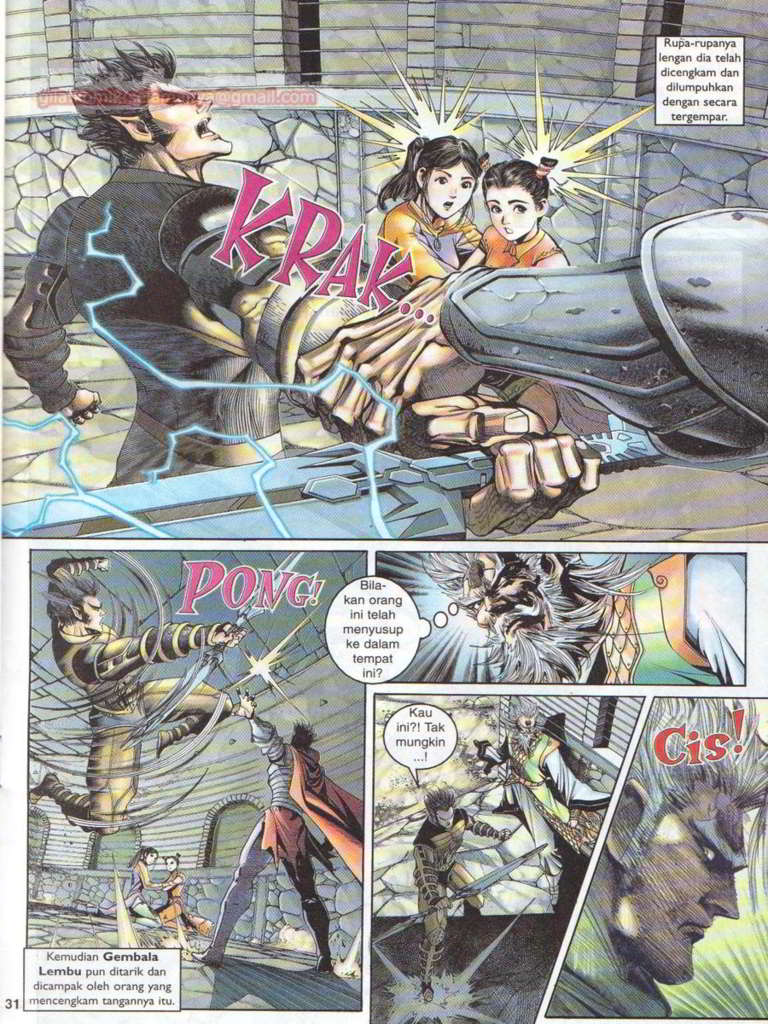 Rupa-rupanya
lengan dia telah
dicengkam dan
dilumpuhkan
dengan secara
tergempar.
KRAK...
PONG!
Bila-
kan orang
ini telah
menyusup
ke dalam
tempat
ini?
Kau
ini?! Tak
mungkin
...!
Cis!
Kemudian Gembala
Lembu pun ditarik dan
dicampak oleh orang yang
mencengkam tangannya itu.
31